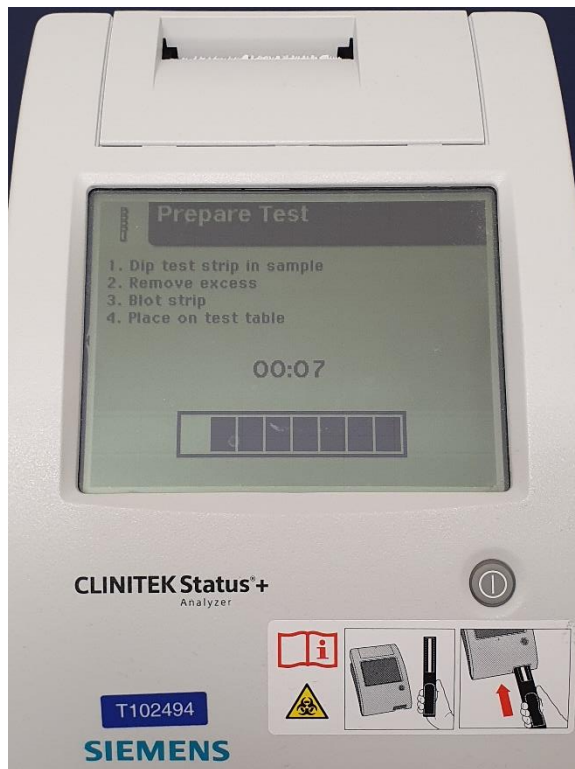 Prepare Test
1. Dip test strip in sample
2. Remove excess
3. Blot strip
4. Place on test table
00:07
CLINITEK Status®+
Analyzer
T102494
SIEMENS